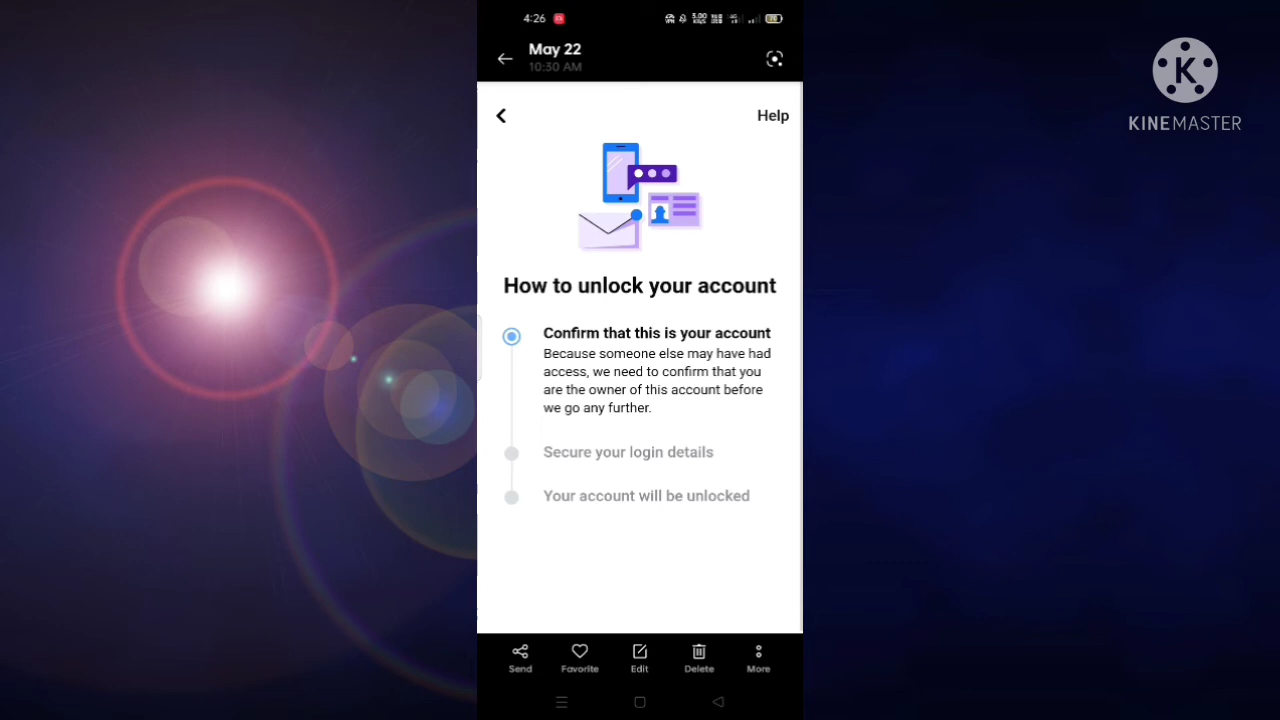 4:26
May 22
10:30 AM
KINEMASTER
Help
How to unlock your account
Confirm that this is your account
Because someone else may have had
access, we need to confirm that you
are the owner of this account before
we go any further.
Secure your login details
Your account will be unlocked
Send Favorite Edit Delete More